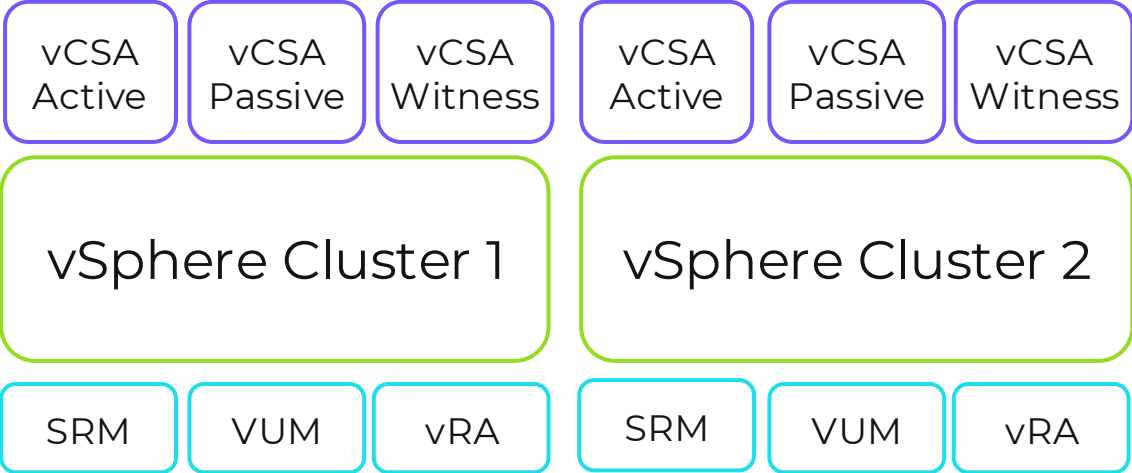 vCSA
Active
vCSA
Passive
vCSA
Witness
vCSA
Active
vCSA
Passive
vCSA
Witness
vSphere Cluster 1
vSphere Cluster 2
SRM
VUM
vRA
SRM
VUM
vRA